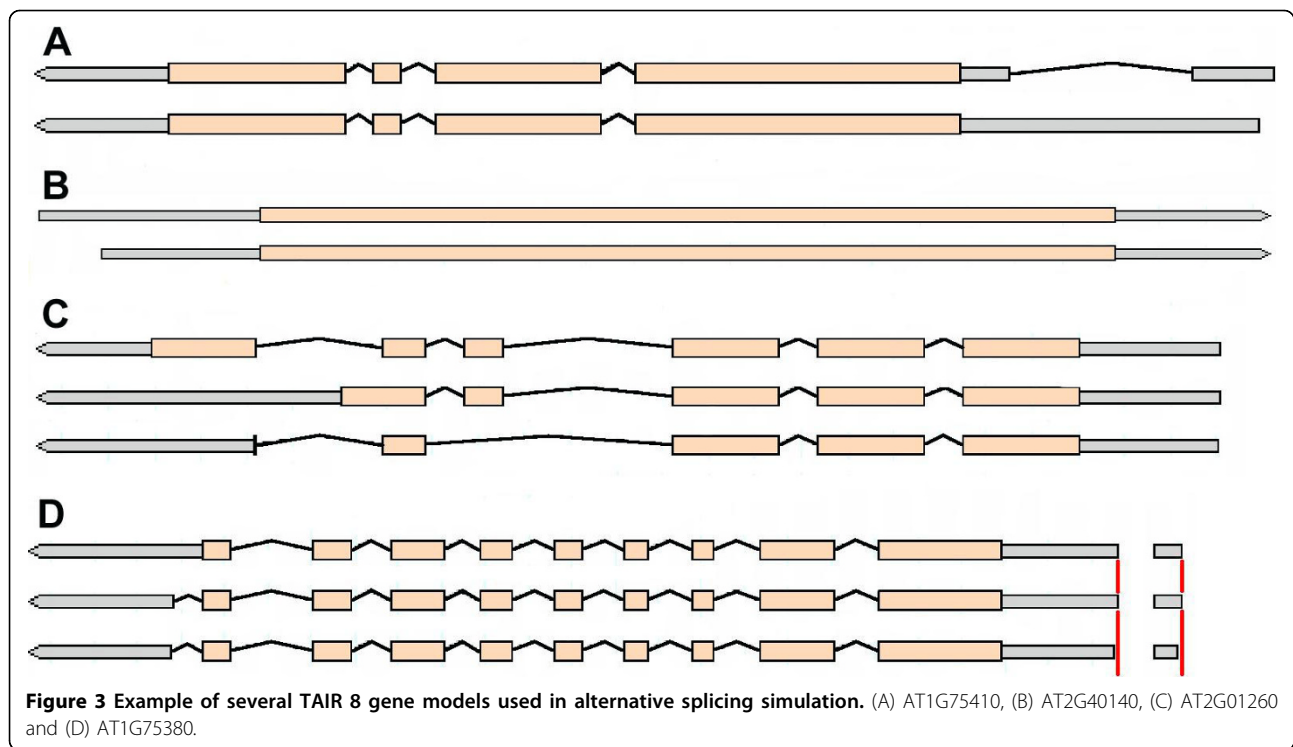 A
B
C
D
Figure 3 Example of several TAIR 8 gene models used in alternative splicing simulation. (A) AT1G75410, (B) AT2G40140, (C) AT2G01260
and (D) AT1G75380.